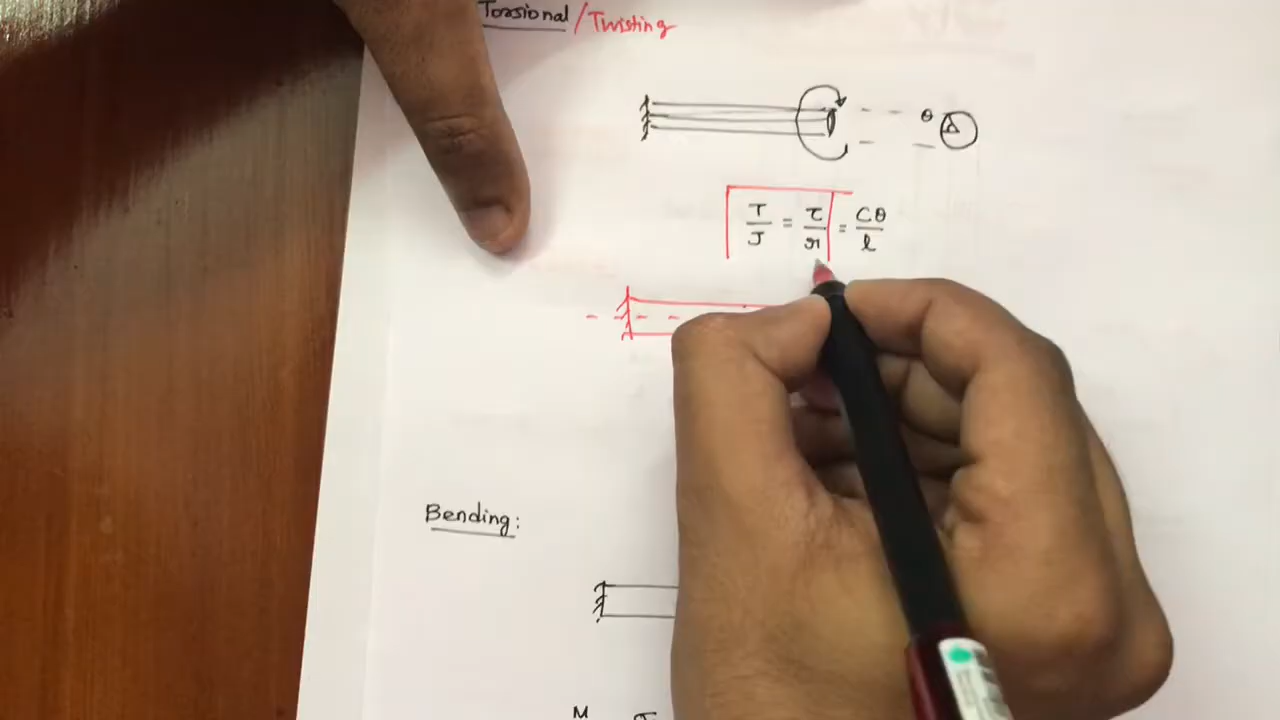 Torsional / Twisting
θ
T/J = τ/r = Cθ/l
Bending:
M σ